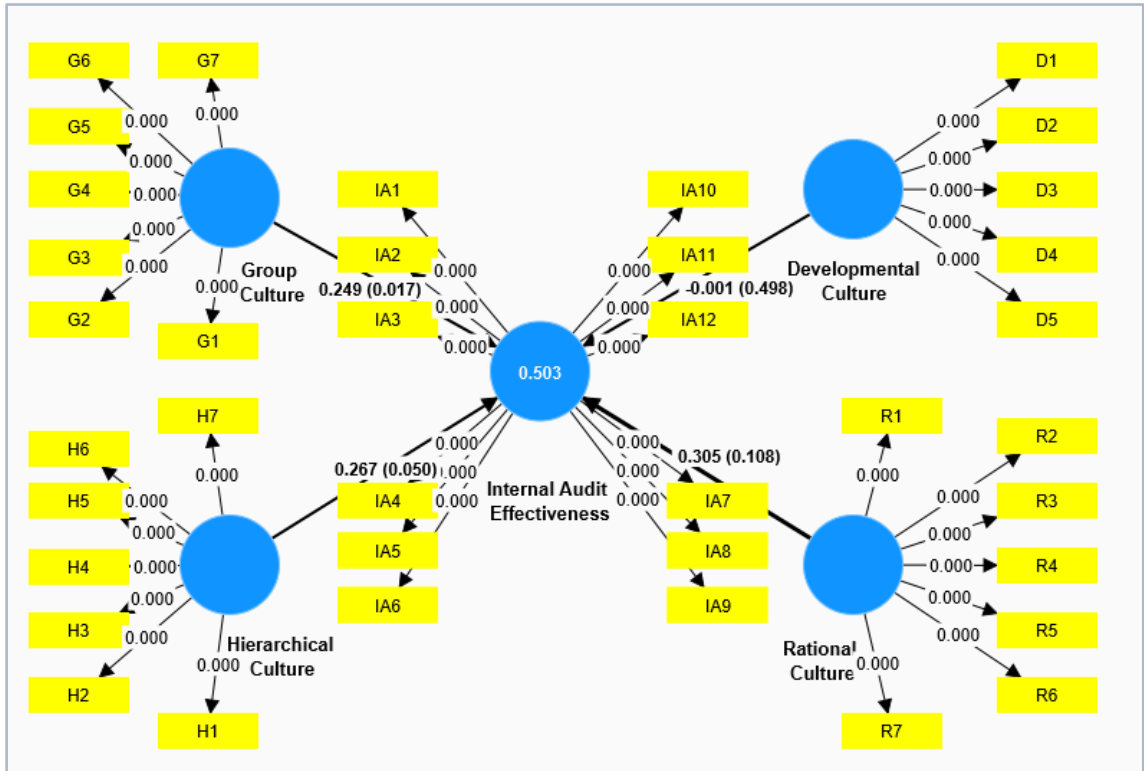 G6
G7
D1
0.000
0.000
0.000
G5
D2
0.000
0.000
G4
IA1
IA10
D3
0.000
0.000
0.000
0.000
G3
IA2
IA11
D4
0.000
0.000
Group
Culture
0.000
0.000
Developmental
Culture
0.249 (0.017)
-0.001 (0.498)
0.000
G2
IA3
0.000
0.000
IA12
D5
G1
0.000
0.000
0.503
H7
R1
H6
R2
0.000
0.000
0.000
0.305 (0.108)
0.267 (0.050)
0.000
0.000
0.000
0.000
H5
IA4
Internal Audit
Effectiveness
IA7
R3
0.000
0.000
0.000
0.000
0.000
0.000
H4
IA5
IA8
R4
0.000
0.000
0.000
0.000
H3
IA6
IA9
R5
0.000
0.000
Hierarchical
Culture
Rational
Culture
0.000
0.000
H2
R6
H1
R7